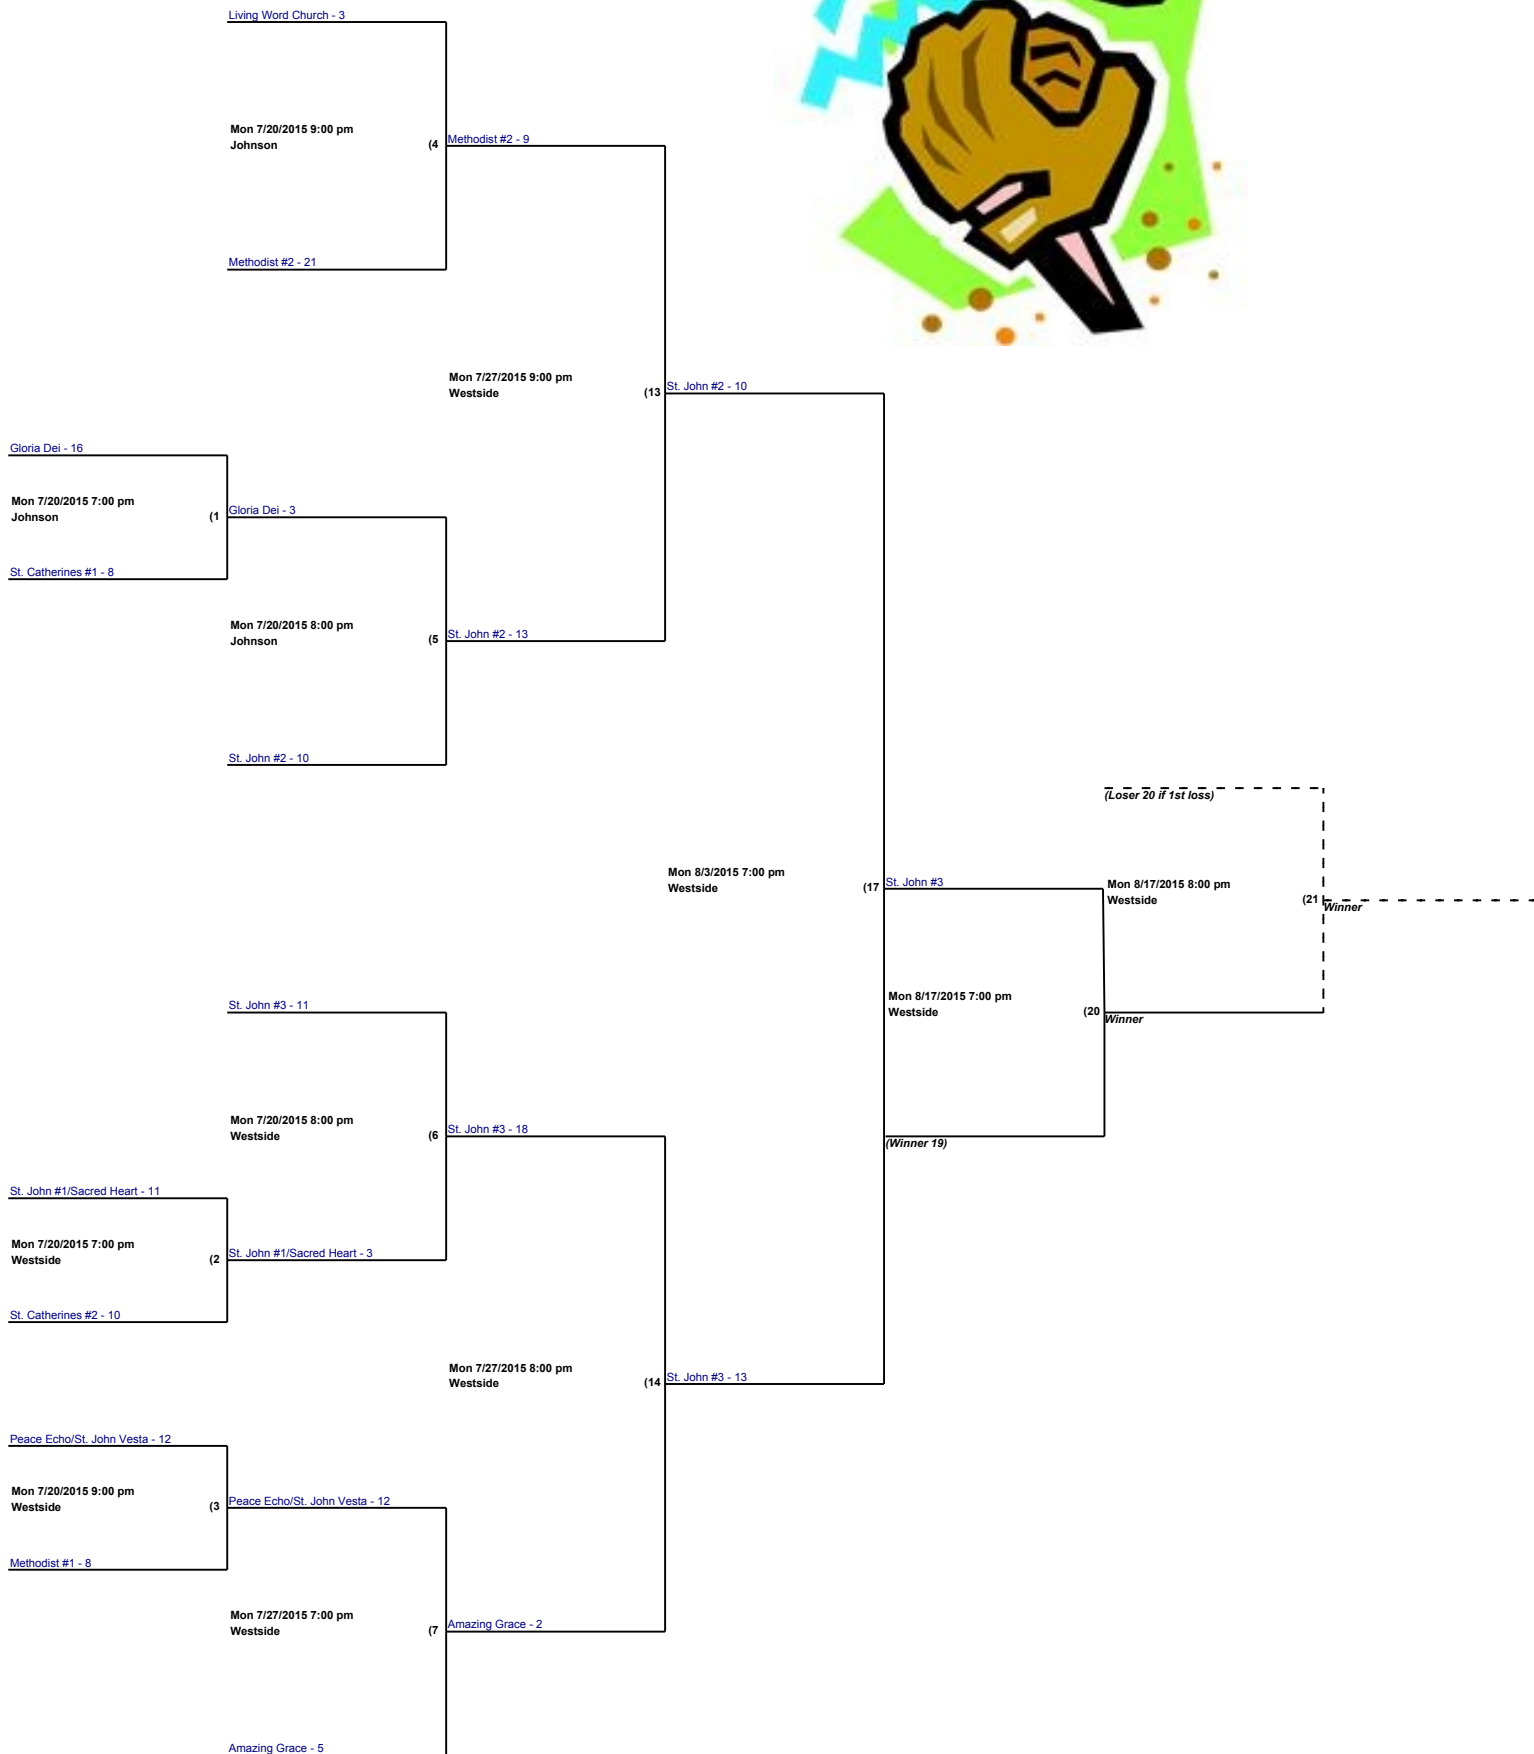 Living Word Church - 3
Mon 7/20/2015 9:00 pm
Johnson
(4
Methodist #2 - 9
Methodist #2 - 21
Mon 7/27/2015 9:00 pm
Westside
(13
St. John #2 - 10
Gloria Dei - 16
Mon 7/20/2015 7:00 pm
Johnson
(1
Gloria Dei - 3
St. Catherines #1 - 8
Mon 7/20/2015 8:00 pm
Johnson
(5
St. John #2 - 13
St. John #2 - 10
(Loser 20 if 1st loss)
Mon 8/3/2015 7:00 pm
Westside
(17
St. John #3
Mon 8/17/2015 8:00 pm
Westside
(21
Winner
St. John #3 - 11
Mon 8/17/2015 7:00 pm
Westside
(20
Winner
Mon 7/20/2015 8:00 pm
Westside
(6
St. John #3 - 18
(Winner 19)
St. John #1/Sacred Heart - 11
Mon 7/20/2015 7:00 pm
Westside
(2
St. John #1/Sacred Heart - 3
St. Catherines #2 - 10
Mon 7/27/2015 8:00 pm
Westside
(14
St. John #3 - 13
Peace Echo/St. John Vesta - 12
Mon 7/20/2015 9:00 pm
Westside
(3
Peace Echo/St. John Vesta - 12
Methodist #1 - 8
Mon 7/27/2015 7:00 pm
Westside
(7
Amazing Grace - 2
Amazing Grace - 5